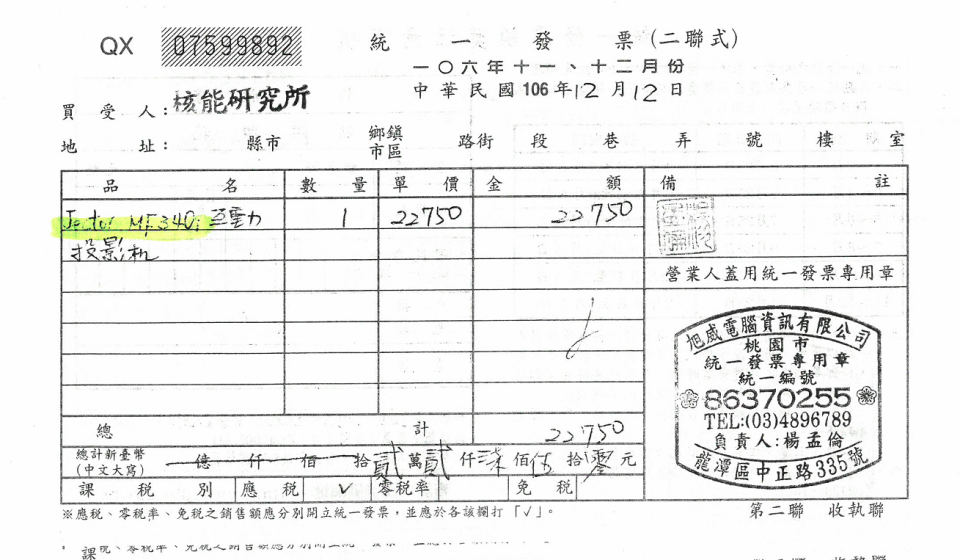 QX 07599892
統一發票(二聯式)
一〇六年十一、十二月份
中華民國106年12月12日
買受人:核能研究所
地址: 縣市 鄉鎮市區 路街 段 巷 弄 號 樓 室
品名 數量 單價 金額 備註
MF340i 1 22750 22750
投影机
營業人蓋用統一發票專用章
旭威電腦資訊有限公司
桃園市
統一發票專用章
統一編號
86370255
TEL:(03)4896789
負責人:楊孟倫
龍潭區中正路335號
總計 22750
總計新臺幣
(中文大寫) 億 仟 佰 拾貳萬貳仟柒佰伍拾零元
課稅別 應稅 √ 零稅率 免稅
※應稅、零稅率、免稅之銷售額應分別開立統一發票,並應於各該欄打「√」。
第二聯 收執聯